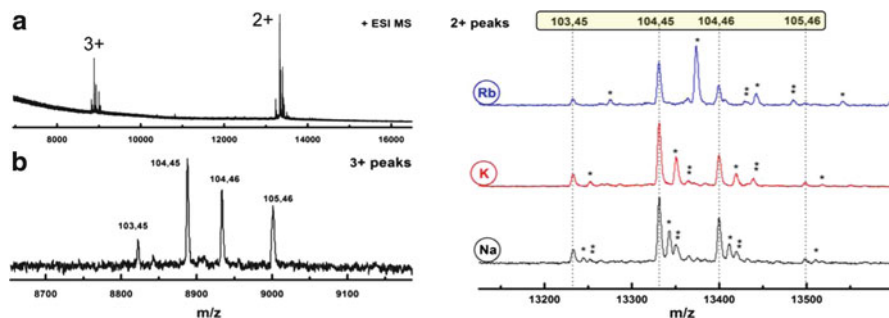 a
3+
2+
+ ESI MS
8000 10000 12000 14000 16000
b
3+ peaks
103,45
104,45
104,46
105,46
8700 8800 8900 9000 9100
m/z
2+ peaks
103,45 104,45 104,46 105,46
Rb
* * * ** * ** *
K
* * ** * ** *
Na
* ** * ** * ** *
13200 13300 13400 13500
m/z